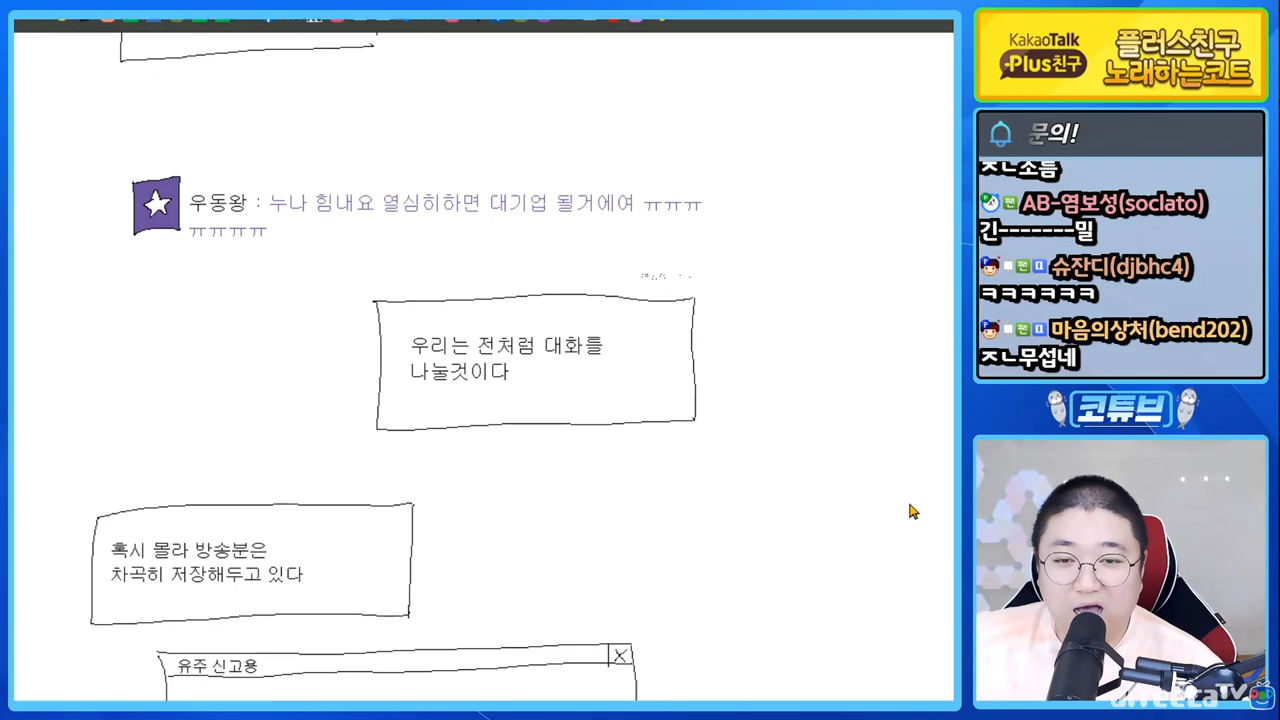 우동왕 : 누나 힘내요 열심히하면 대기업 될거에여 ㅠㅠㅠ
ㅠㅠㅠㅠ
우리는 전처럼 대화를
나눌것이다
혹시 몰라 방송분은
차곡히 저장해두고 있다
유주 신고용
X
KakaoTalk
Plus친구
플러스친구
노래하는코트
문의!
ㅈㄴ소름
AB-염보성(soclato)
긴-------밀
슈잔디(djbhc4)
ㅋㅋㅋㅋㅋㅋ
마음의상처(bend202)
ㅈㄴ무섭네
코튜브
afreecaTV